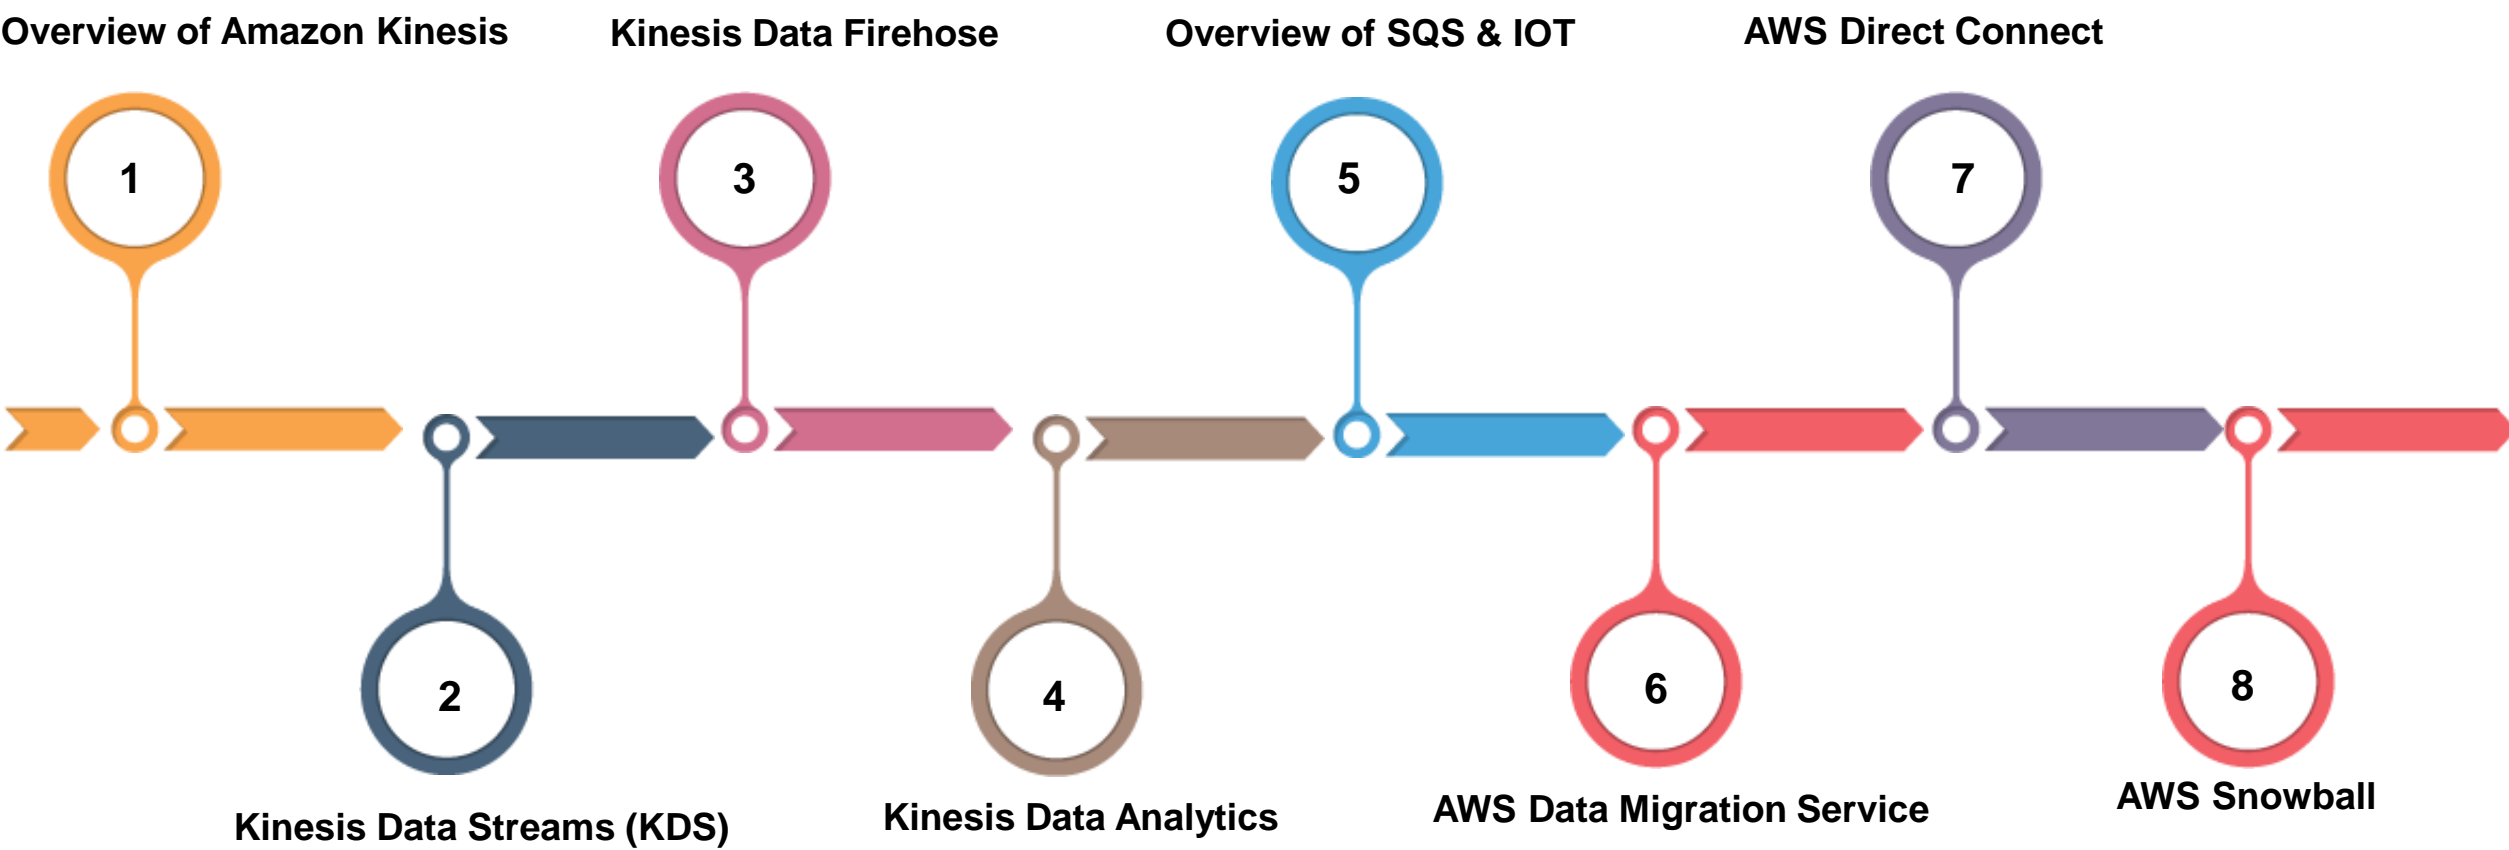 Overview of Amazon Kinesis
Kinesis Data Firehose
Overview of SQS & IOT
AWS Direct Connect
1
3
5
7
2
4
6
8
Kinesis Data Streams (KDS)
Kinesis Data Analytics
AWS Data Migration Service
AWS Snowball